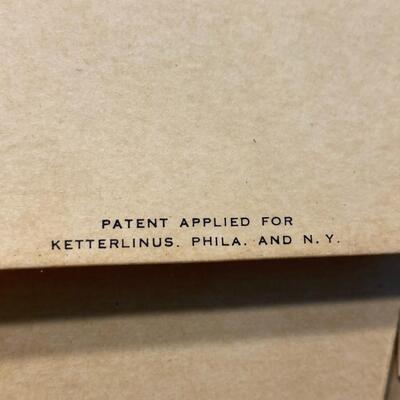 PATENT APPLIED FOR
KETTERLINUS. PHILA. AND N. Y.